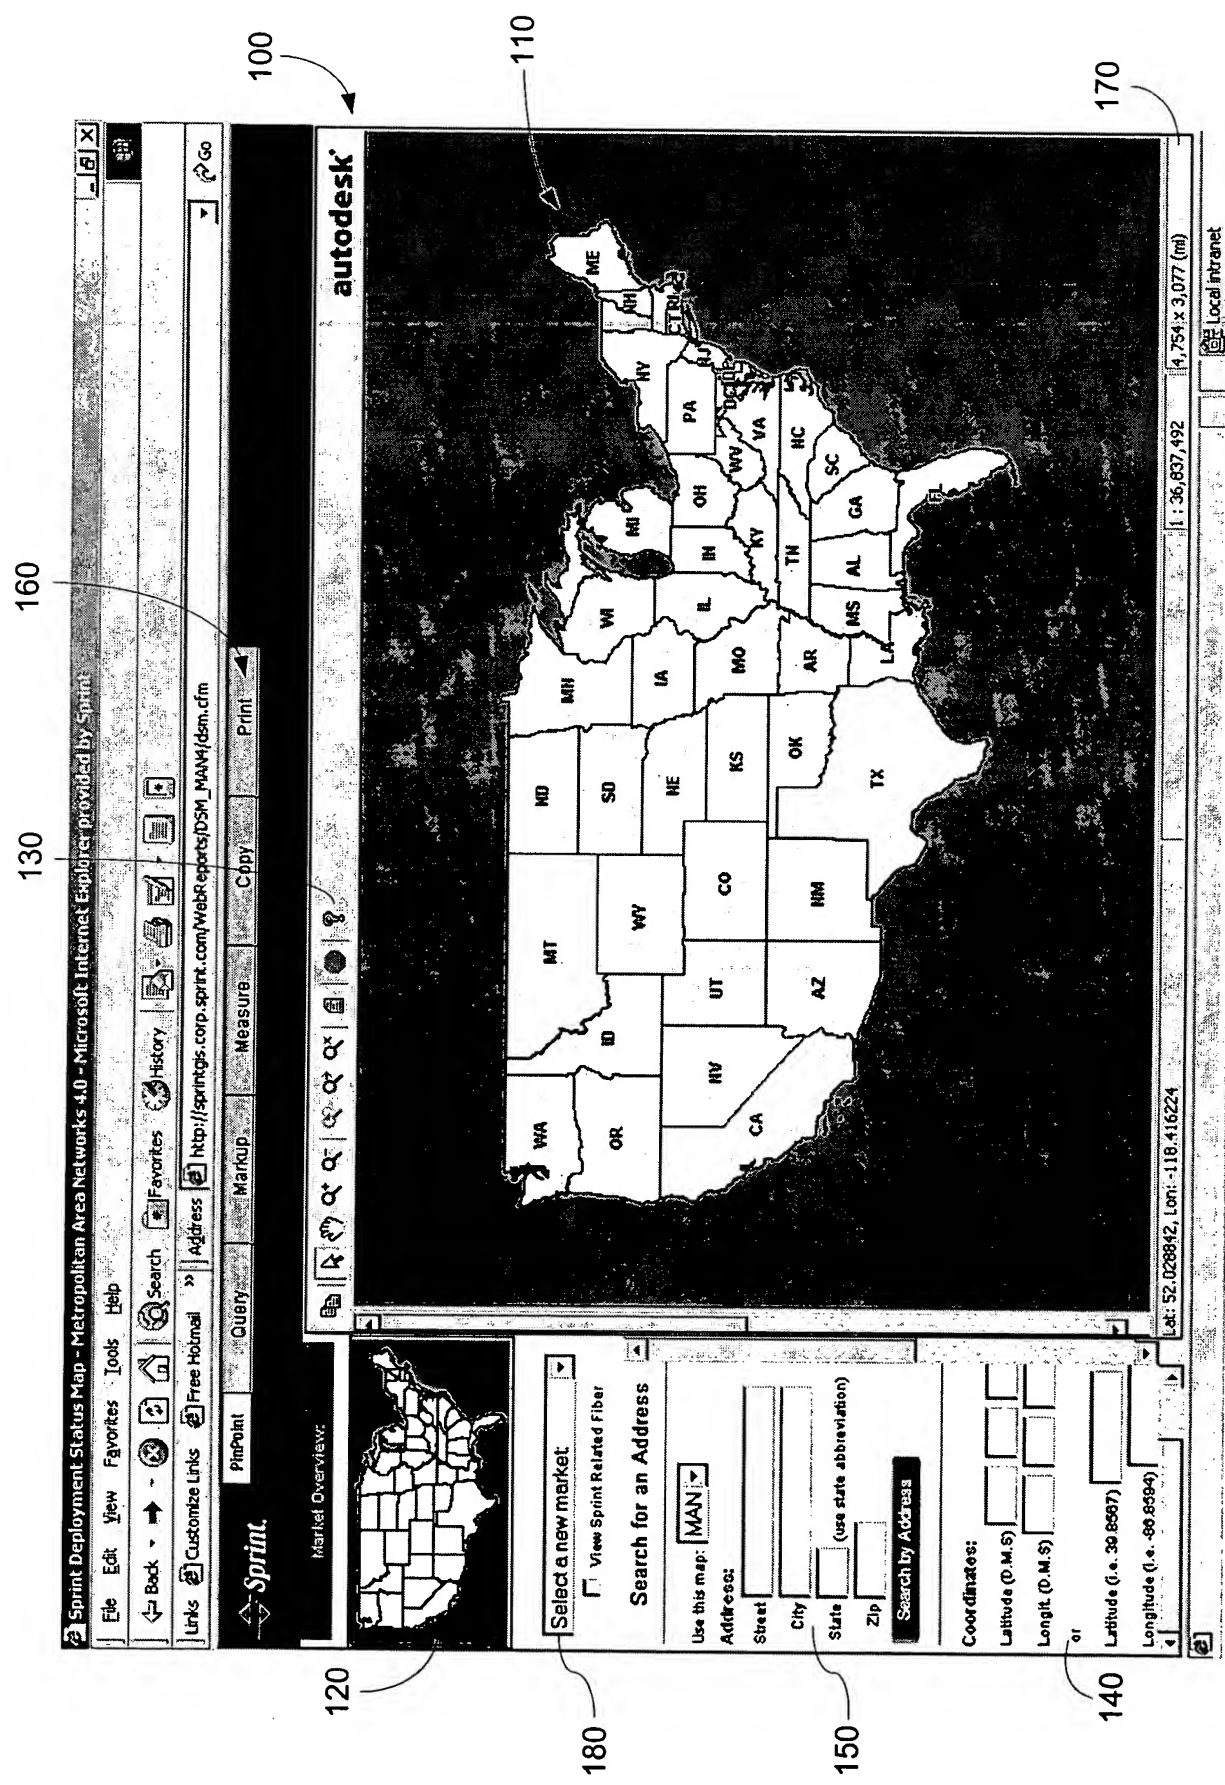 Sprint Deployment Status Map - Metropolitan Area Networks 4.0 - Microsoft Internet Explorer provided by Sprint
File Edit View Favorites Tools Help
Back Search Favorites History
Links Customize Links Free Hotmail » Address http://sprintgis.corp.sprint.com/WebReports/DSM_MAN4/dsm.cfm Go
Sprint.
PinPoint Query Markup Measure Copy Print
Market Overview:
autodesk
Select a new market
View Sprint Related Fiber
Search for an Address
Use this map: MAN
Address:
Street
City
State (use state abbreviation)
Zip
Search by Address
Coordinates:
Latitude (D.M.S)
Longit. (D.M.S)
or
Latitude (i.e. 39.8567)
Longitude (i.e. -86.8594)
WA
OR
CA
NV
ID
MT
WY
UT
AZ
CO
NM
ND
SD
NE
KS
OK
TX
MN
IA
MO
AR
LA
WI
IL
MS
MI
IN
KY
TN
AL
OH
WV
GA
SC
NC
VA
PA
NY
NJ
CT
RI
NH
ME
FL
Lat: 52.028842, Lon: -118.416224
1 : 36,837,492
4,754 x 3,077 (mi)
Local intranet
100
110
120
130
140
150
160
170
180